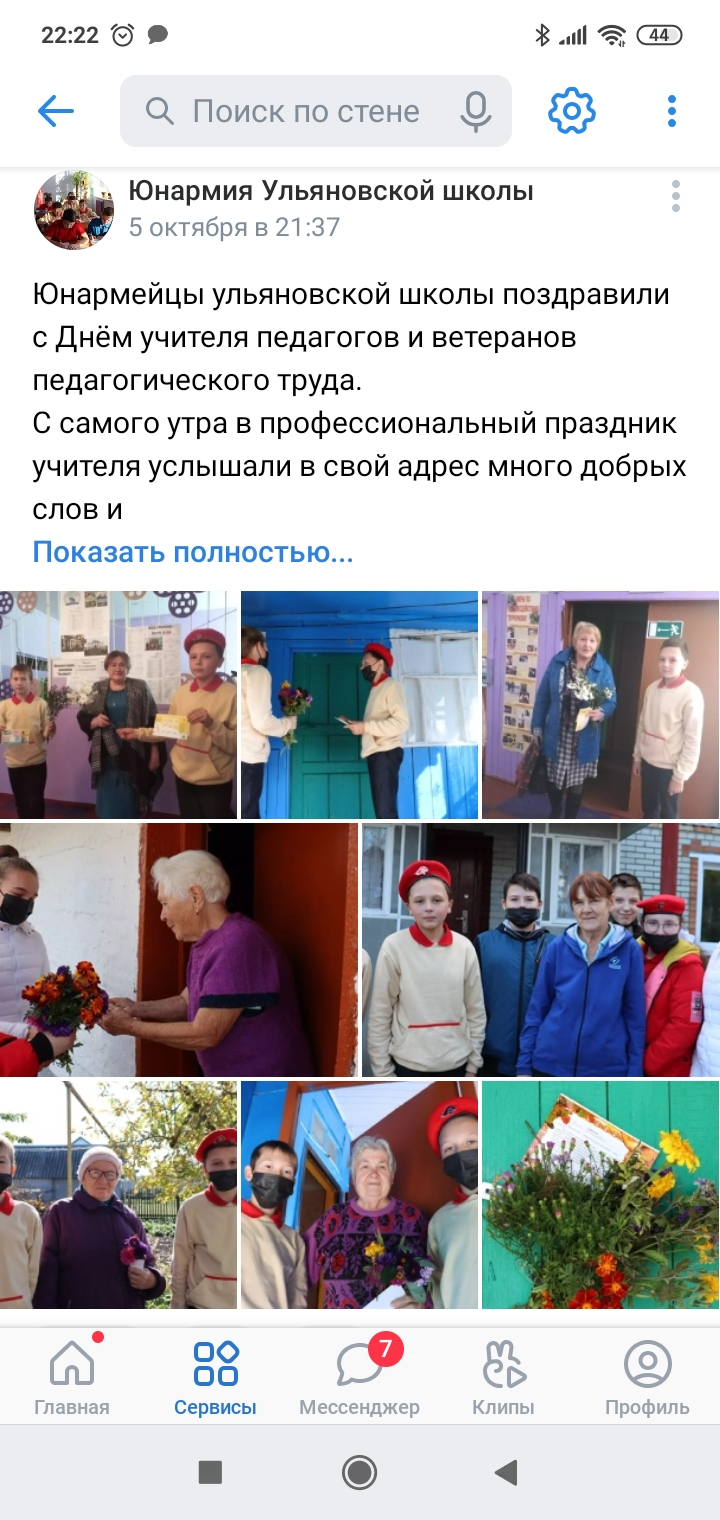 22:22
44
Поиск по стене
Юнармия Ульяновской школы
5 октября в 21:37
Юнармейцы ульяновской школы поздравили
с Днём учителя педагогов и ветеранов
педагогического труда.
С самого утра в профессиональный праздник
учителя услышали в свой адрес много добрых
слов и
Показать полностью...
7
Главная
Сервисы
Мессенджер
Клипы
Профиль